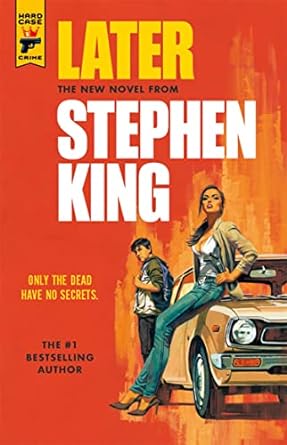 HARD
CASE
CRIME
LATER
THE NEW NOVEL FROM
STEPHEN
KING
ONLY THE DEAD
HAVE NO SECRETS.
THE #1
BESTSELLING
AUTHOR